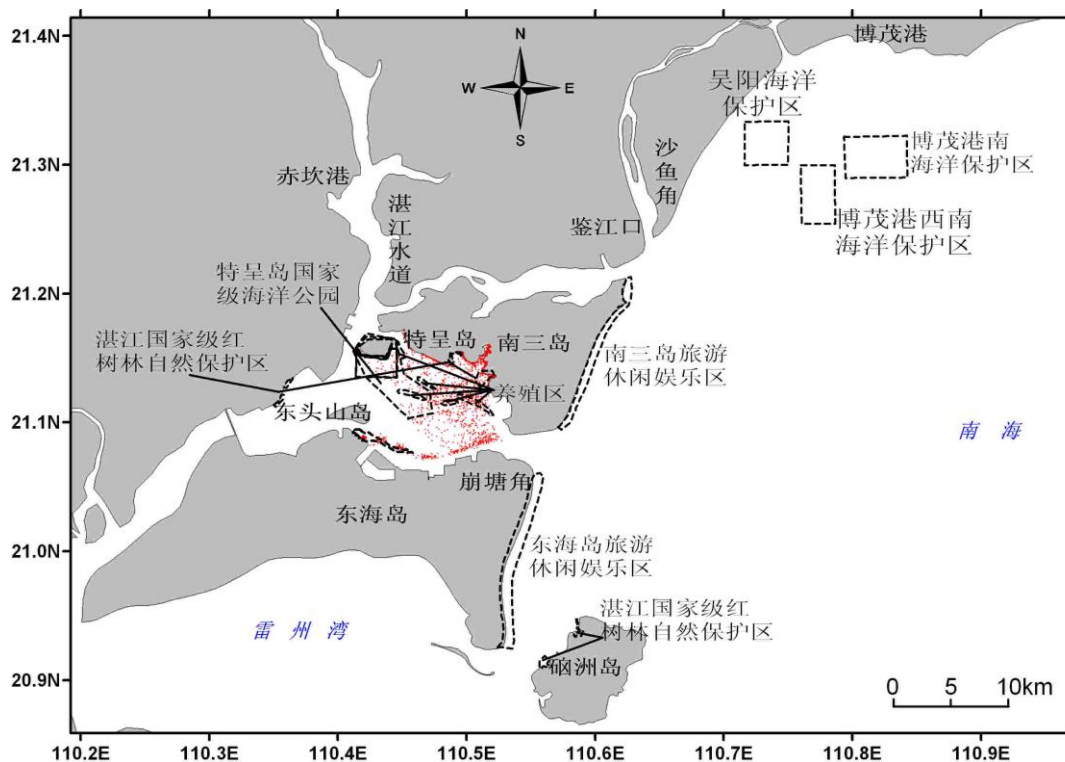 21.4N
21.3N
21.2N
21.1N
21.0N
20.9N
N
W
E
S
博茂港
吴阳海洋
保护区
博茂港南
海洋保护区
博茂港西南
海洋保护区
沙鱼角
赤坎港
湛江水道
鉴江口
特呈岛国家
级海洋公园
湛江国家级红
树林自然保护区
特呈岛
南三岛
养殖区
南三岛旅游
休闲娱乐区
东头山岛
南 海
崩塘角
东海岛
东海岛旅游
休闲娱乐区
雷 州 湾
湛江国家级红
树林自然保护区
硇洲岛
0 5 10km
110.2E 110.3E 110.4E 110.5E 110.6E 110.7E 110.8E 110.9E